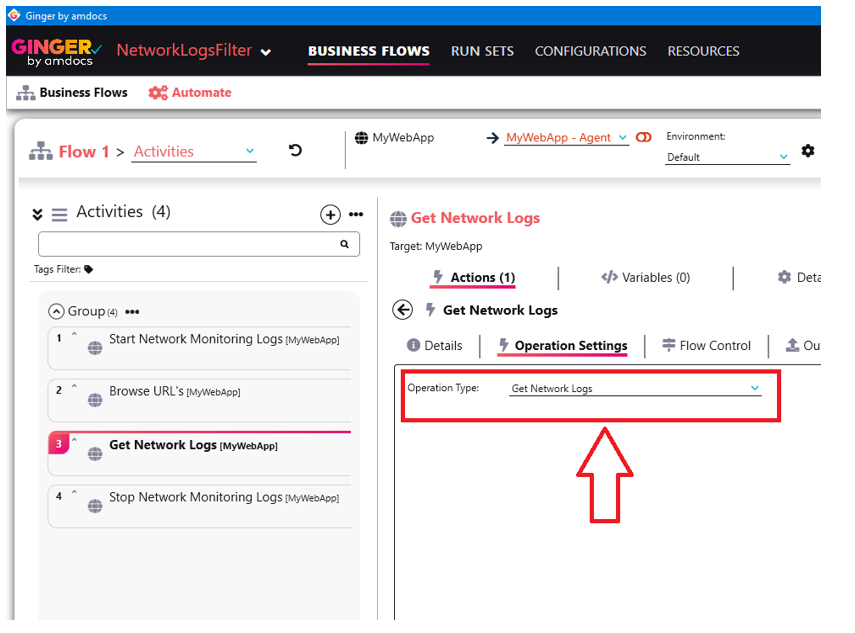 Ginger by amdocs
GINGER
by amdocs
NetworkLogsFilter
BUSINESS FLOWS
RUN SETS
CONFIGURATIONS
RESOURCES
Business Flows
Automate
Flow 1 > Activities
MyWebApp
MyWebApp - Agent
Environment:
Default
Activities (4)
Tags Filter:
Group (4)
1 Start Network Monitoring Logs [MyWebApp]
2 Browse URL's [MyWebApp]
3 Get Network Logs [MyWebApp]
4 Stop Network Monitoring Logs [MyWebApp]
Get Network Logs
Target: MyWebApp
Actions (1)
Variables (0)
Deta
Get Network Logs
Details
Operation Settings
Flow Control
Ou
Operation Type:
Get Network Logs